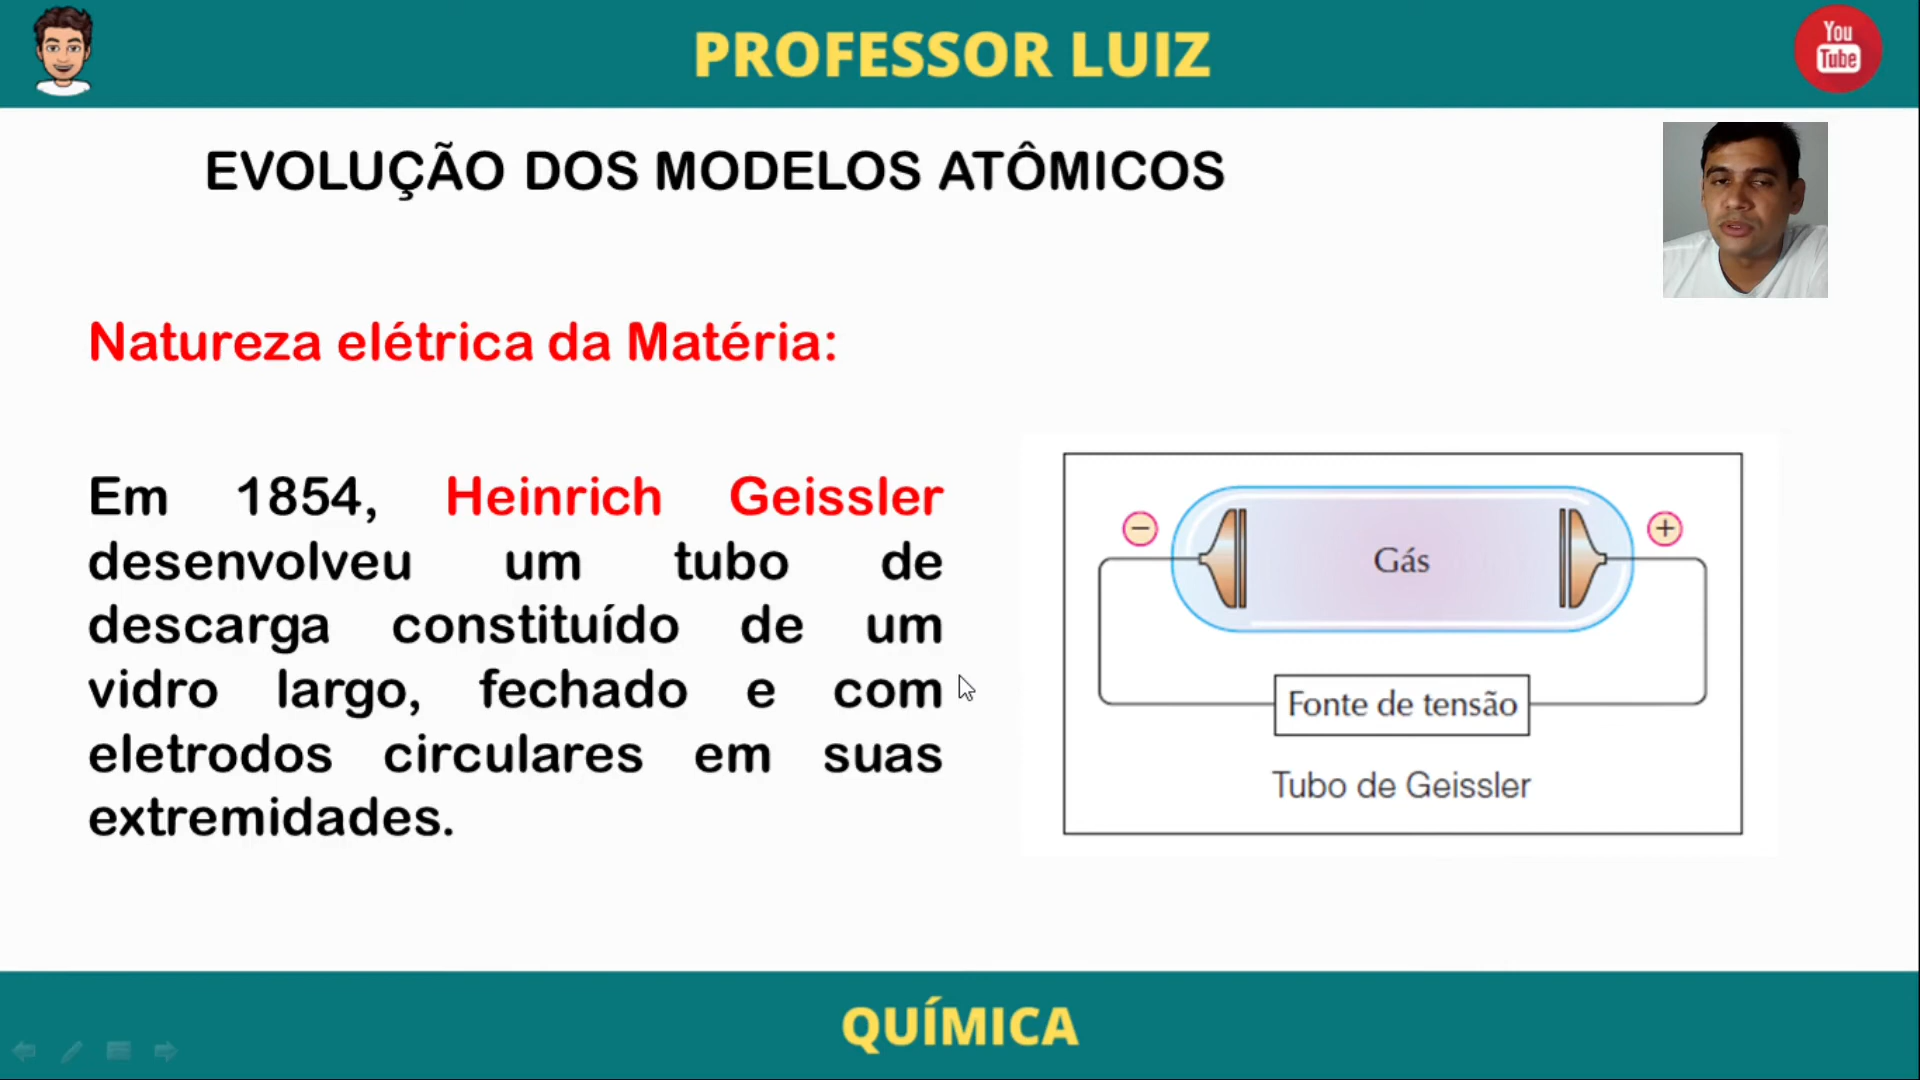 PROFESSOR LUIZ
You
Tube
EVOLUÇÃO DOS MODELOS ATÔMICOS
Natureza elétrica da Matéria:
Em 1854, Heinrich Geissler
desenvolveu um tubo de
descarga constituído de um
vidro largo, fechado e com
eletrodos circulares em suas
extremidades.
− +
Gás
Fonte de tensão
Tubo de Geissler
QUÍMICA